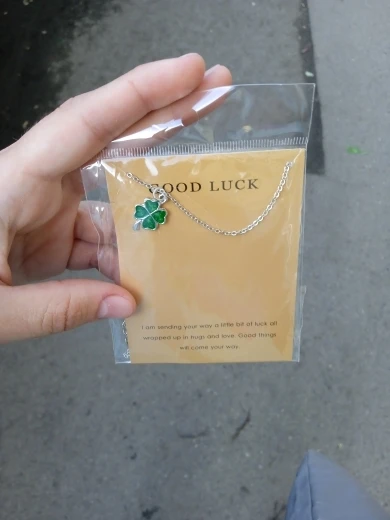 GOOD LUCK
I am sending your way a little bit of luck all
wrapped up in hugs and love. Good things
will come your way.